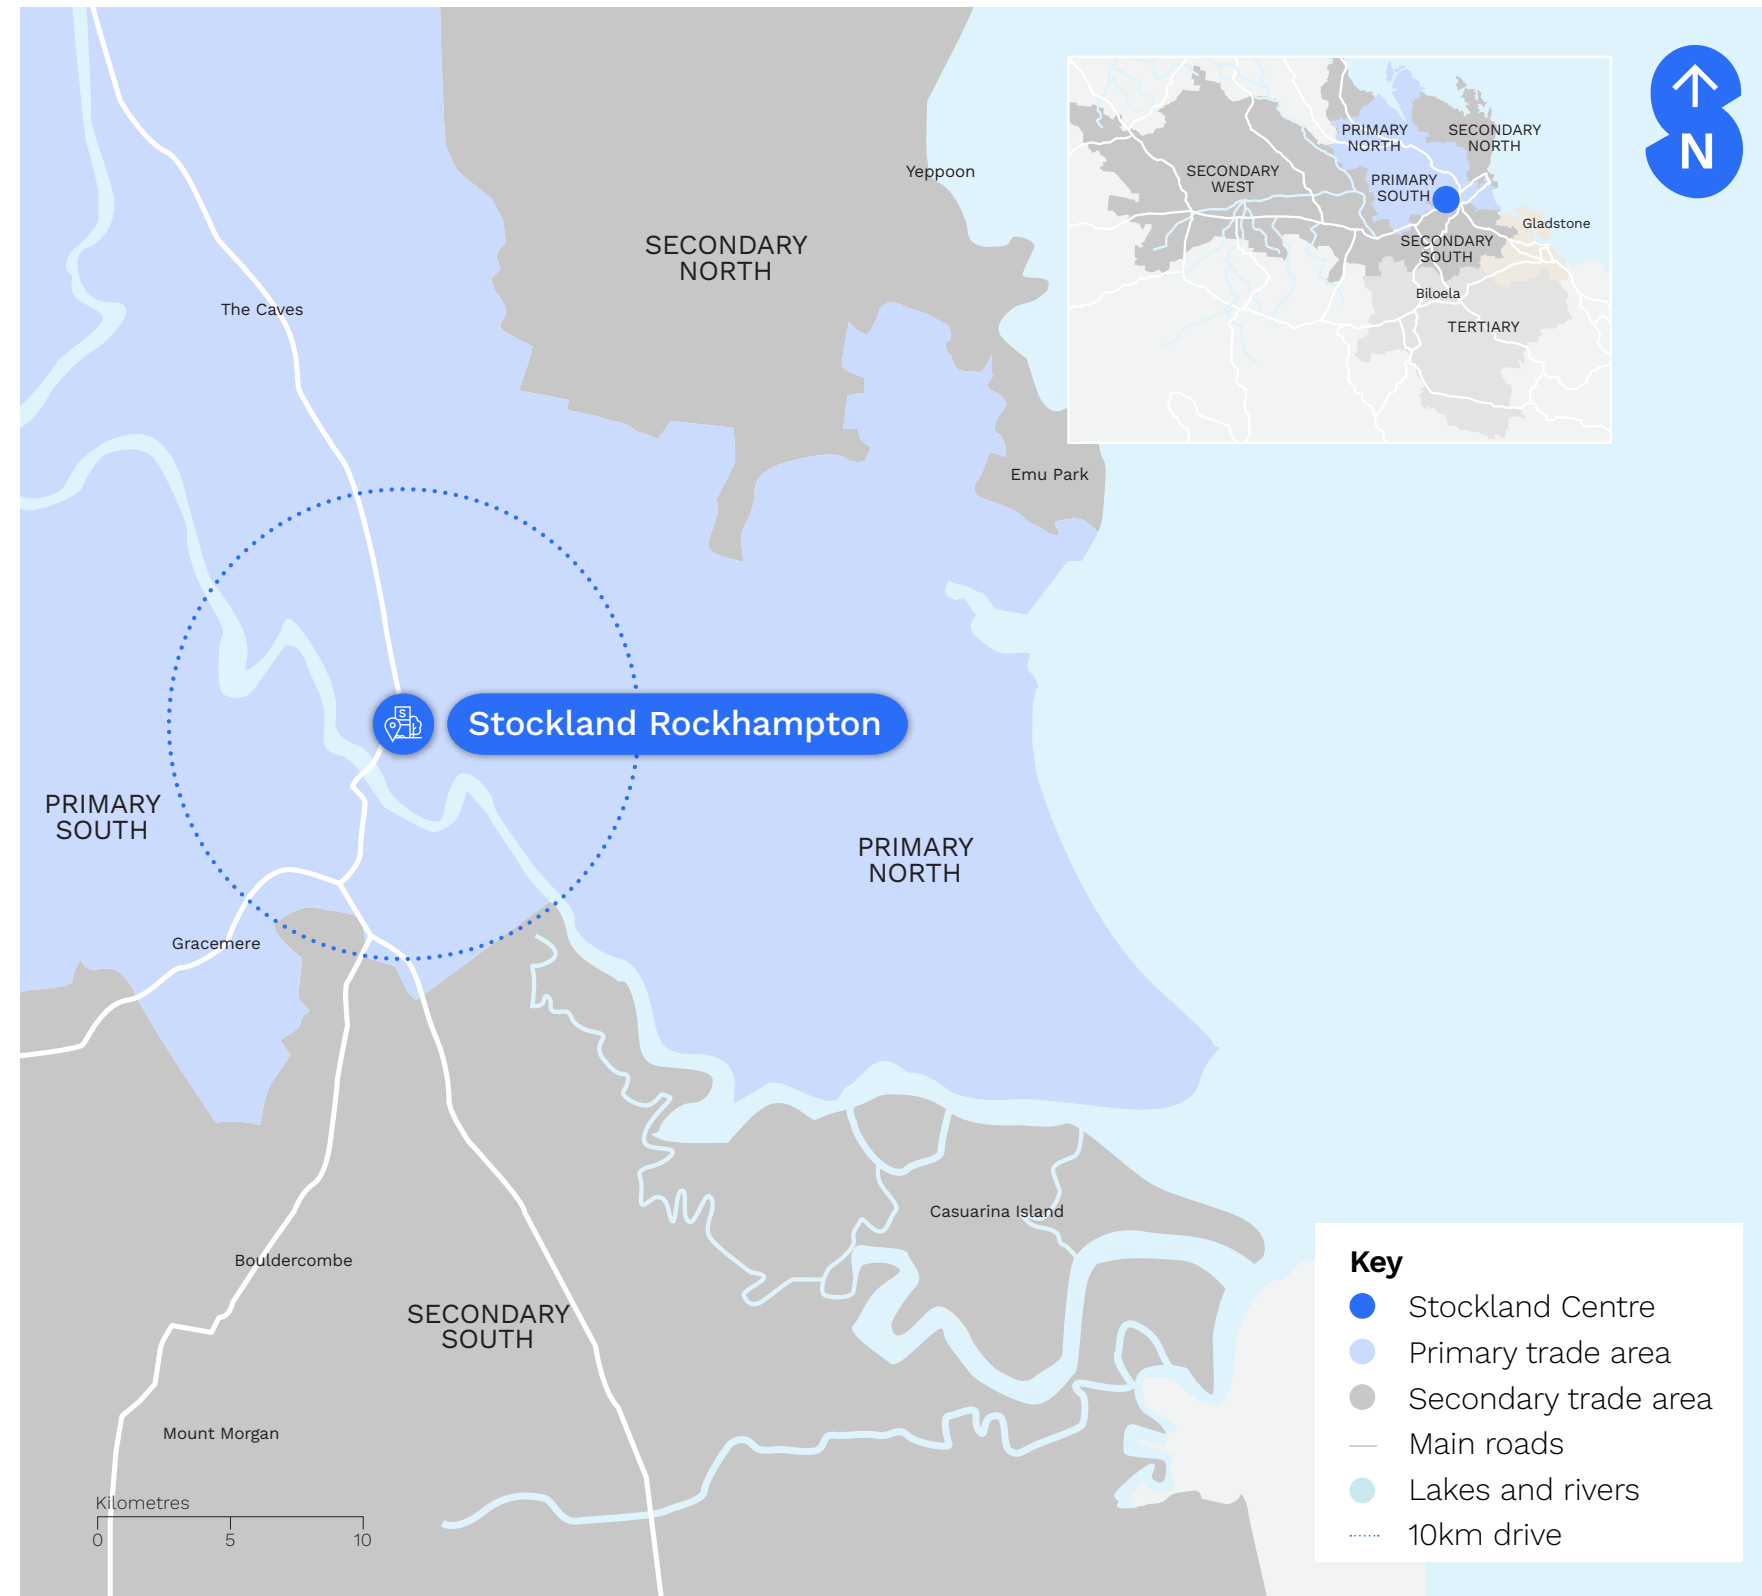 PRIMARY
NORTH
SECONDARY
NORTH
SECONDARY
WEST
PRIMARY
SOUTH
Gladstone
SECONDARY
SOUTH
Biloela
TERTIARY
N
Yeppoon
SECONDARY
NORTH
The Caves
Emu Park
S
Stockland Rockhampton
PRIMARY
SOUTH
PRIMARY
NORTH
Gracemere
Casuarina Island
Bouldercombe
SECONDARY
SOUTH
Mount Morgan
Kilometres
0 5 10
Key
Stockland Centre
Primary trade area
Secondary trade area
Main roads
Lakes and rivers
10km drive